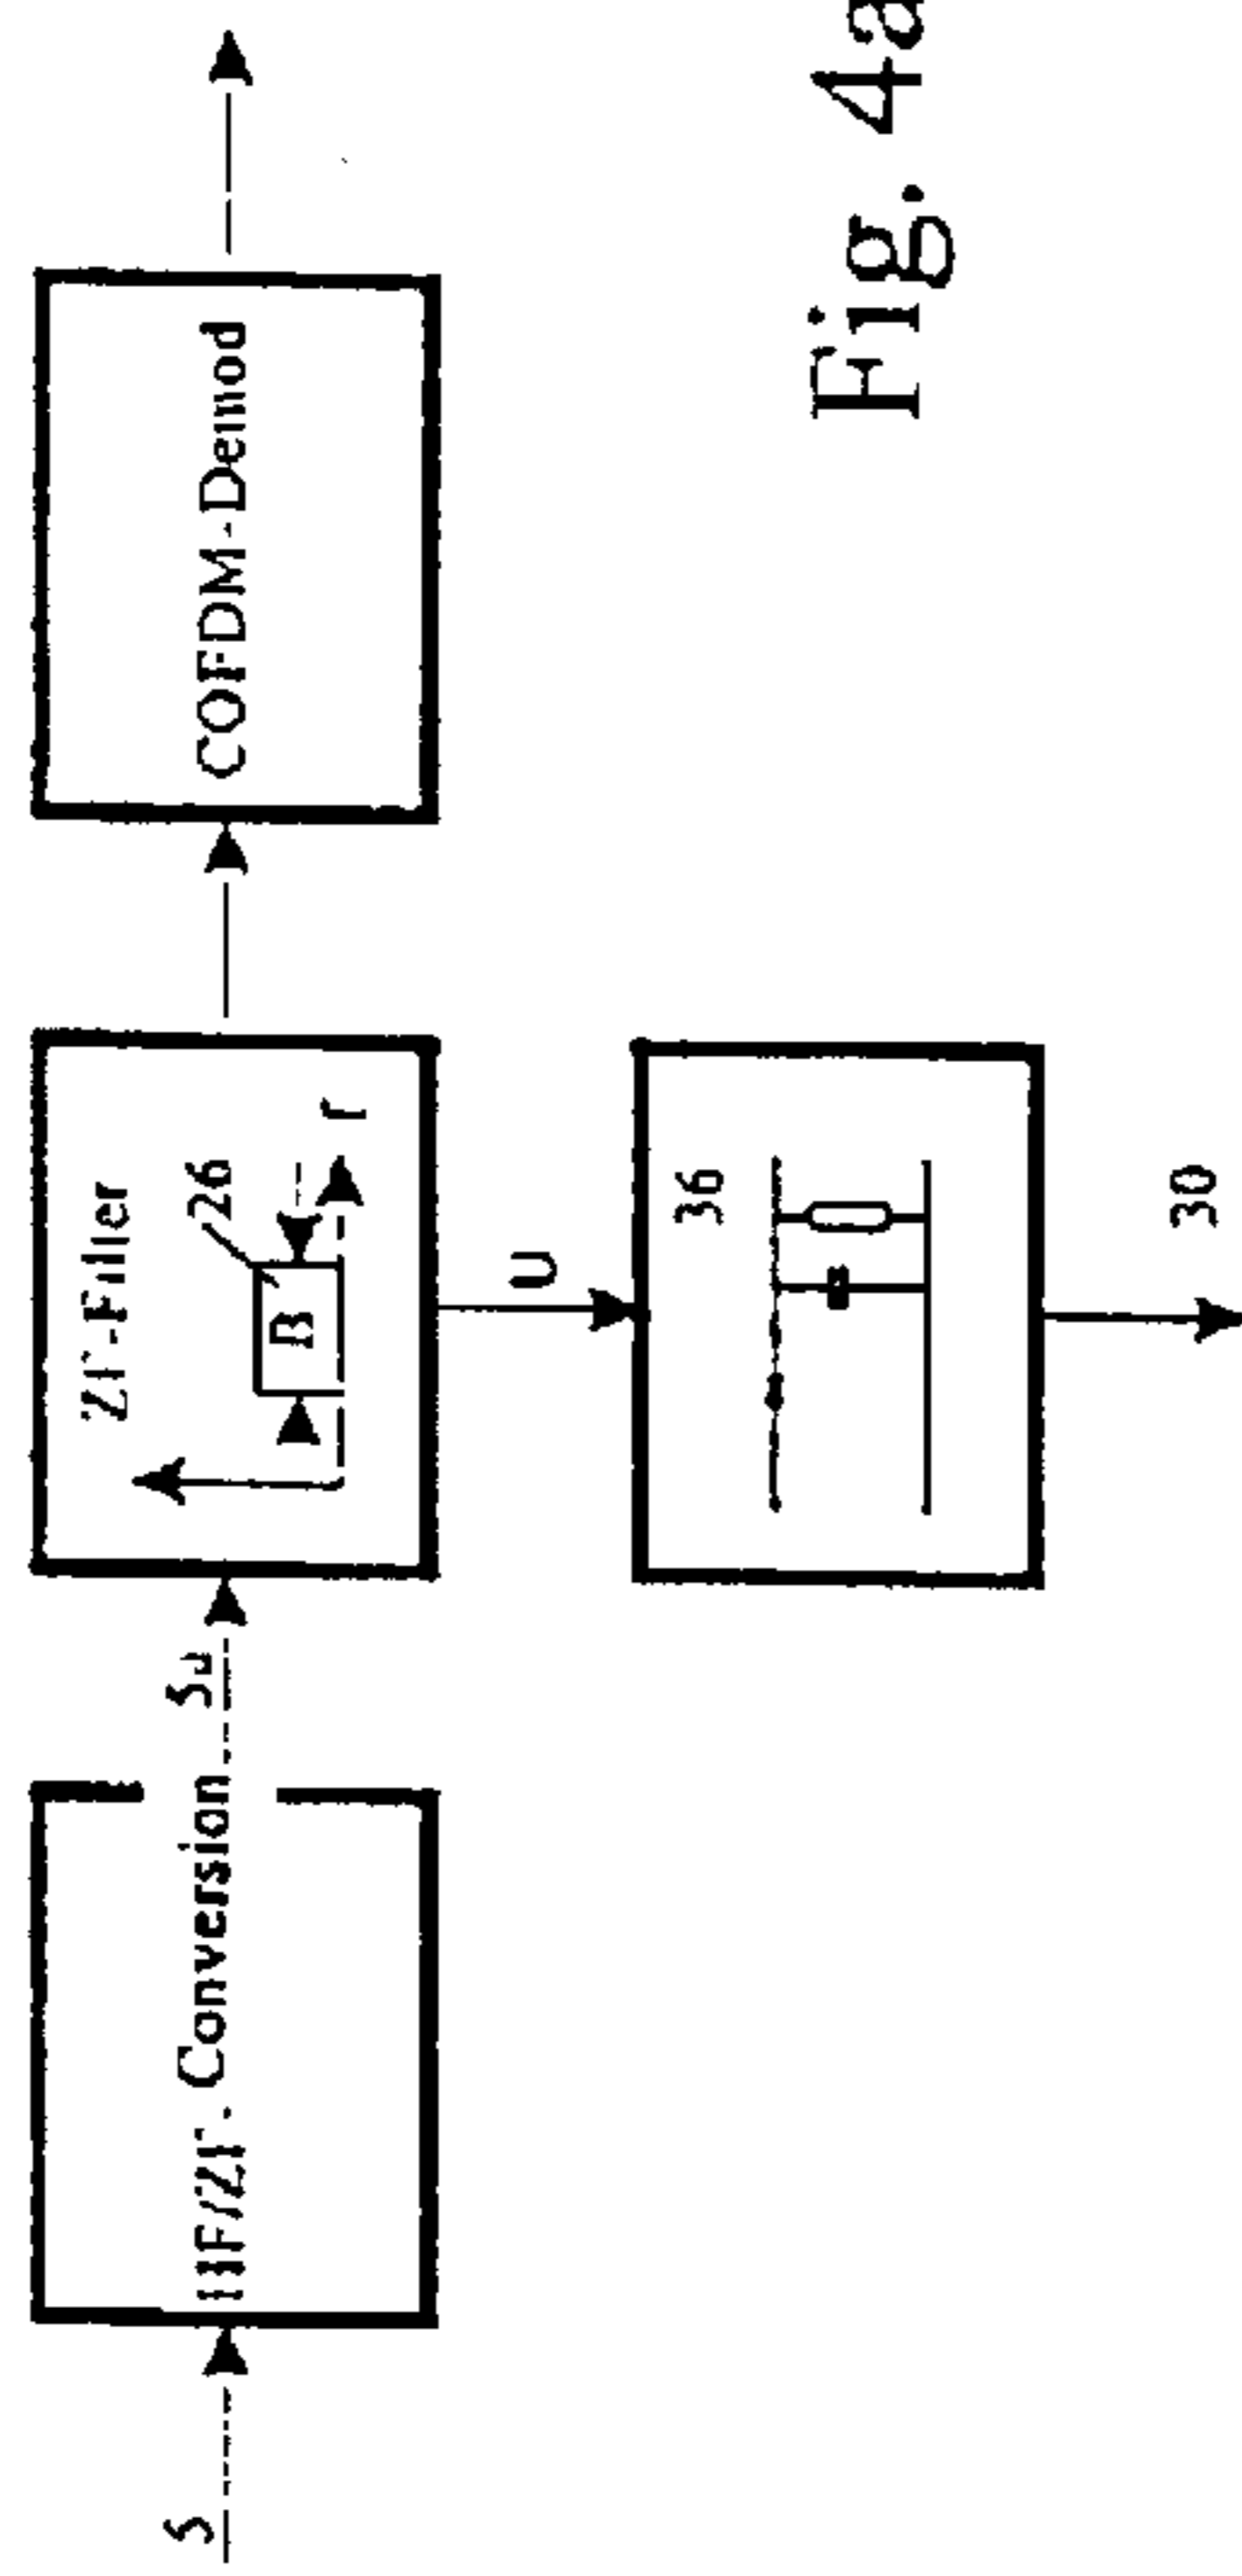 S
HF/ZF. Conversion
ZF-Filter
26
B
f
COFDM-Demod
U
36
30
Fig. 4a